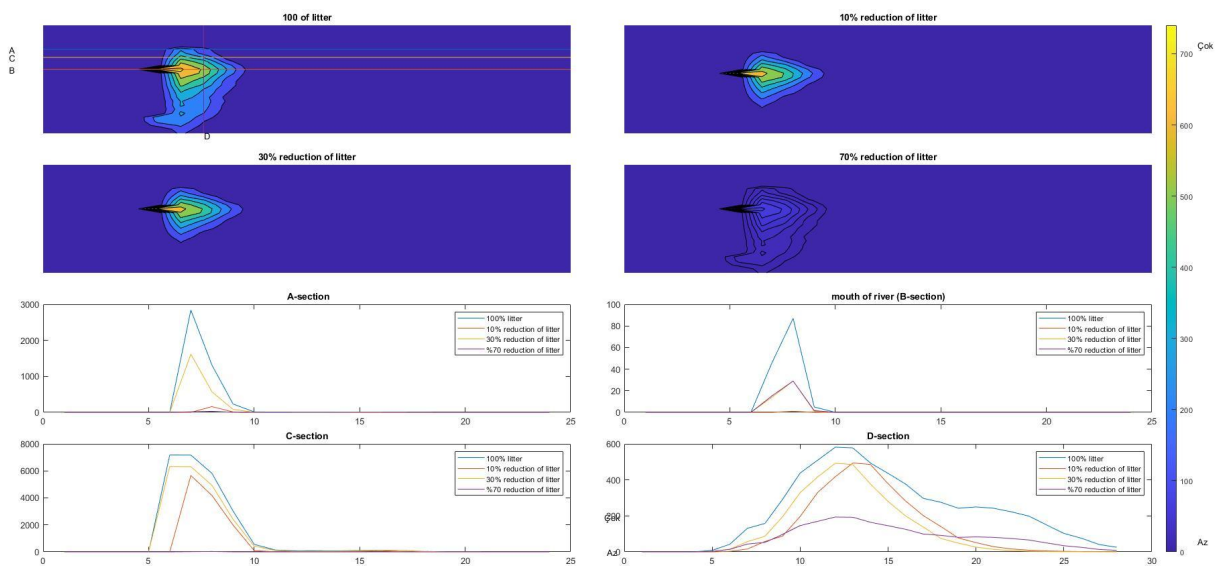 100 of litter
10% reduction of litter
A
C
B
D
30% reduction of litter
70% reduction of litter
Çok
700
600
500
400
300
200
100
0
Az
A-section
3000
2000
1000
0
0 5 10 15 20 25
100% litter
10% reduction of litter
30% reduction of litter
%70 reduction of litter
mouth of river (B-section)
100
80
60
40
20
0
0 5 10 15 20 25
100% litter
10% reduction of litter
30% reduction of litter
%70 reduction of litter
C-section
8000
6000
4000
2000
0
0 5 10 15 20 25
100% litter
10% reduction of litter
30% reduction of litter
%70 reduction of litter
D-section
600
400
200
Çok
Az
0
0 5 10 15 20 25 30
100% litter
10% reduction of litter
30% reduction of litter
%70 reduction of litter